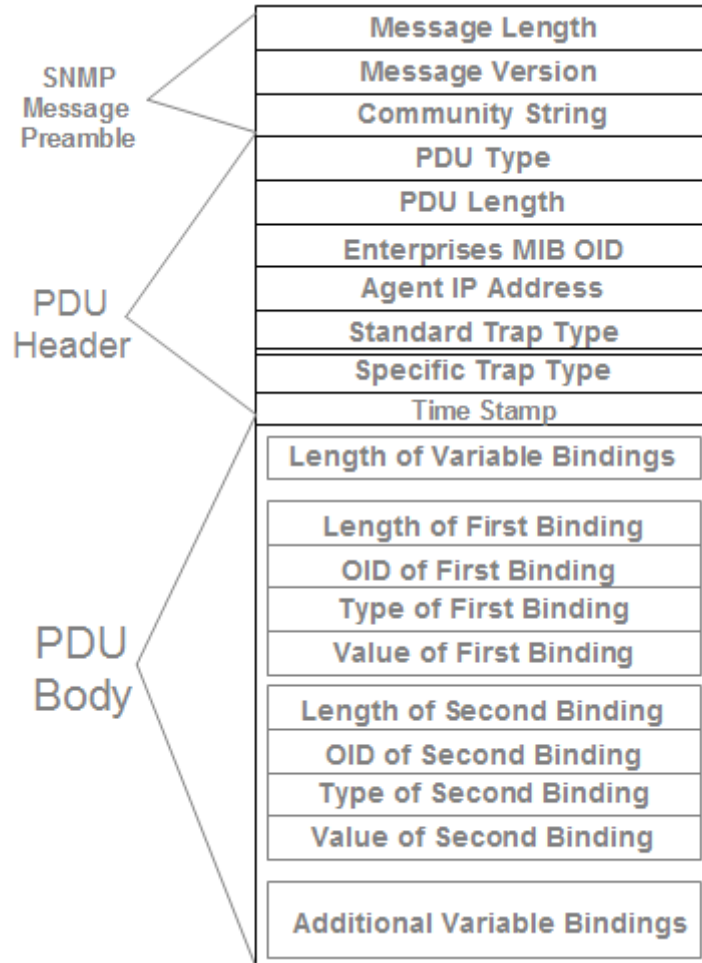 SNMP
Message
Preamble
Message Length
Message Version
Community String
PDU
Header
PDU Type
PDU Length
Enterprises MIB OID
Agent IP Address
Standard Trap Type
Specific Trap Type
Time Stamp
PDU
Body
Length of Variable Bindings
Length of First Binding
OID of First Binding
Type of First Binding
Value of First Binding
Length of Second Binding
OID of Second Binding
Type of Second Binding
Value of Second Binding
Additional Variable Bindings